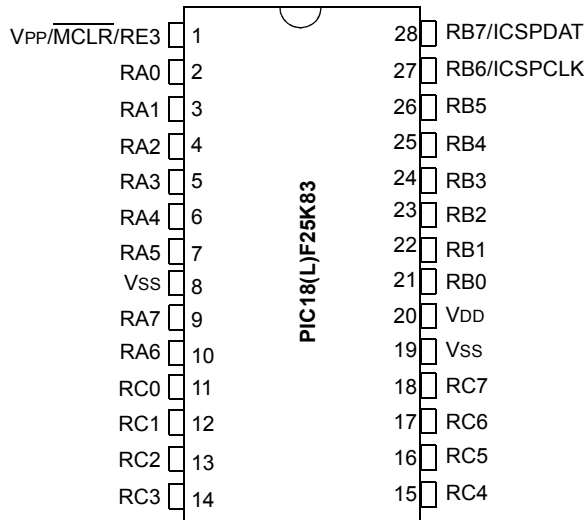 VPP/MCLR/RE3 1
RA0 2
RA1 3
RA2 4
RA3 5
RA4 6
RA5 7
VSS 8
RA7 9
RA6 10
RC0 11
RC1 12
RC2 13
RC3 14
PIC18(L)F25K83
28 RB7/ICSPDAT
27 RB6/ICSPCLK
26 RB5
25 RB4
24 RB3
23 RB2
22 RB1
21 RB0
20 VDD
19 VSS
18 RC7
17 RC6
16 RC5
15 RC4